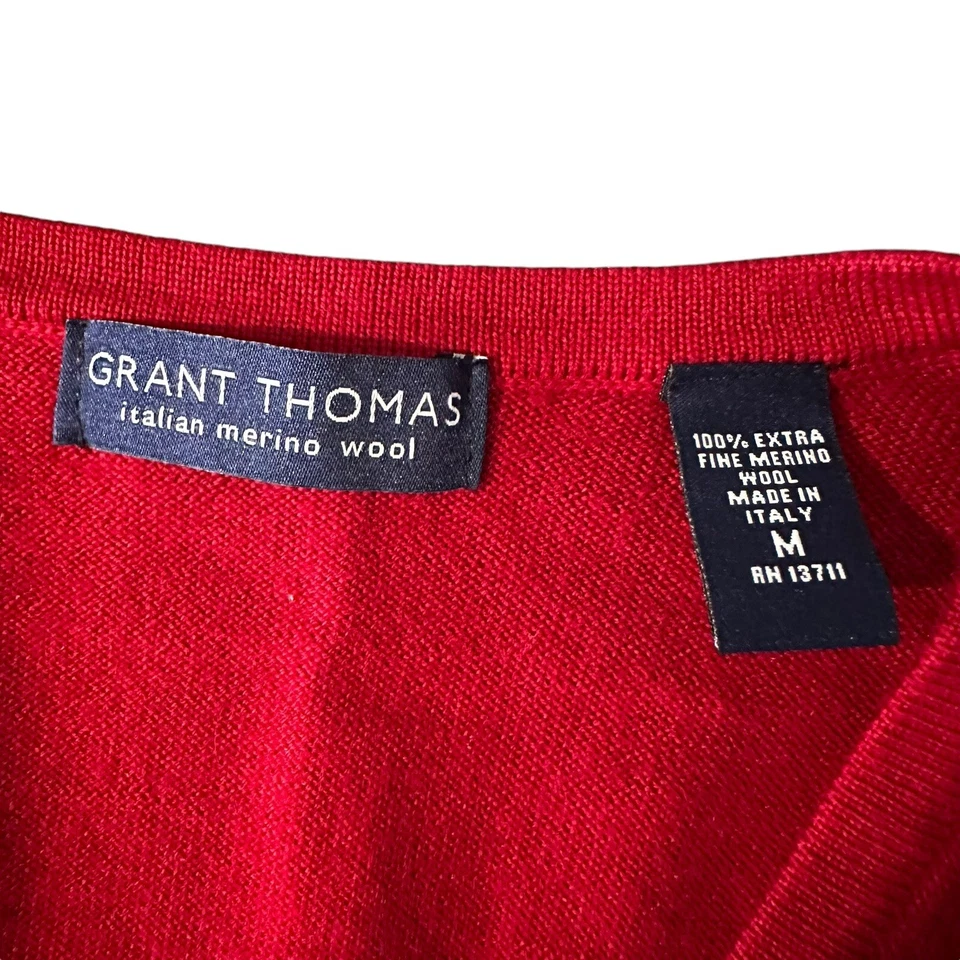 GRANT THOMAS
italian merino wool
100% EXTRA
FINE MERINO
WOOL
MADE IN
ITALY
M
RN 13711